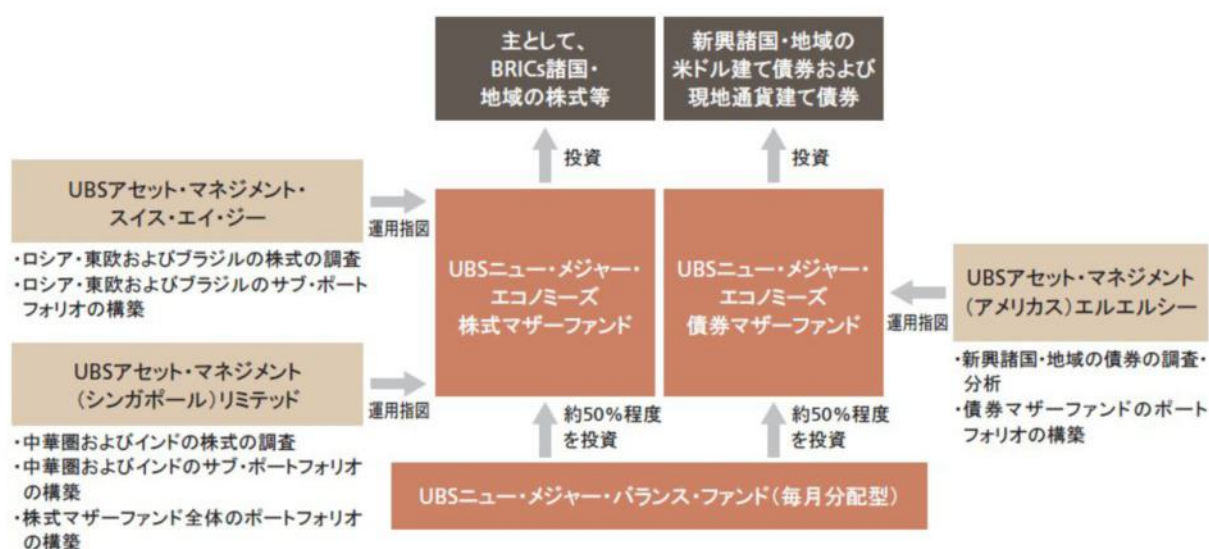 主として、
BRICs諸国・
地域の株式等
新興諸国・地域の
米ドル建て債券および
現地通貨建て債券
投資
投資
UBSアセット・マネジメント・
スイス・エイ・ジー
運用指図
・ロシア・東欧およびブラジルの株式の調査
・ロシア・東欧およびブラジルのサブ・ポート
フォリオの構築
UBSニュー・メジャー・
エコノミーズ
株式マザーファンド
UBSニュー・メジャー・
エコノミーズ
債券マザーファンド
運用指図
UBSアセット・マネジメント
(アメリカス)エルエルシー
・新興諸国・地域の債券の調査・
分析
・債券マザーファンドのポート
フォリオの構築
UBSアセット・マネジメント
(シンガポール)リミテッド
運用指図
・中華圏およびインドの株式の調査
・中華圏およびインドのサブ・ポートフォリオ
の構築
・株式マザーファンド全体のポートフォリオ
の構築
約50%程度
を投資
約50%程度
を投資
UBSニュー・メジャー・バランス・ファンド(毎月分配型)